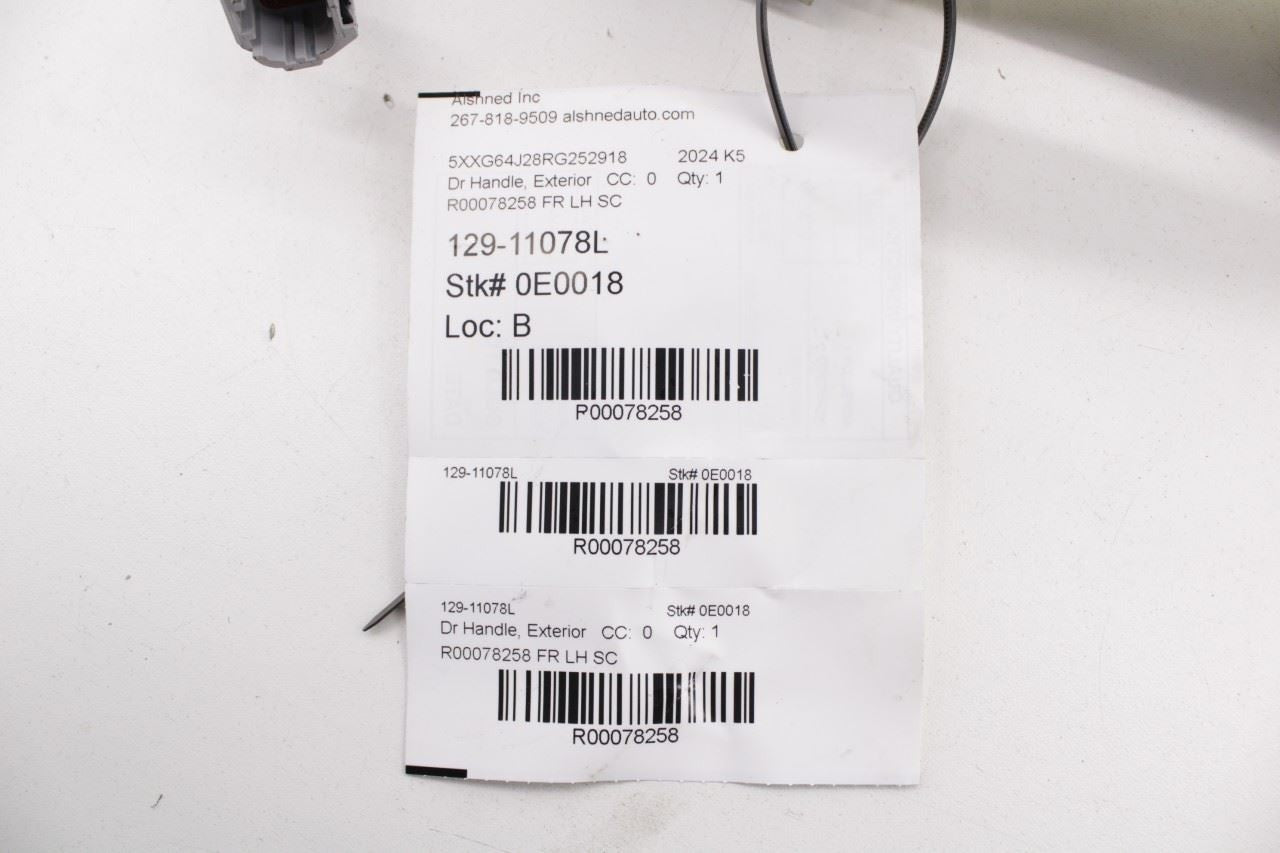 Alshned Inc
267-818-9509 alshnedauto.com
5XXG64J28RG252918 2024 K5
Dr Handle, Exterior CC: 0 Qty: 1
R00078258 FR LH SC
129-11078L
Stk# 0E0018
Loc: B
P00078258
129-11078L Stk# 0E0018
R00078258
129-11078L Stk# 0E0018
Dr Handle, Exterior CC: 0 Qty: 1
R00078258 FR LH SC
R00078258